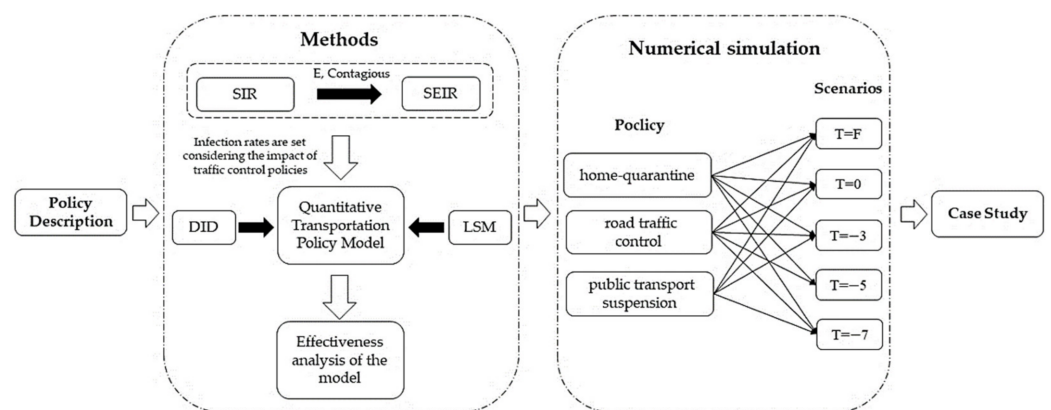 Policy
Description
Methods
SIR
E, Contagious
SEIR
Infection rates are set
considering the impact of
traffic control policies
DID
Quantitative
Transportation
Policy Model
LSM
Effectiveness
analysis of the
model
Numerical simulation
Scenarios
Poclicy
home-quarantine
road traffic
control
public transport
suspension
T=F
T=0
T=−3
T=−5
T=−7
Case Study